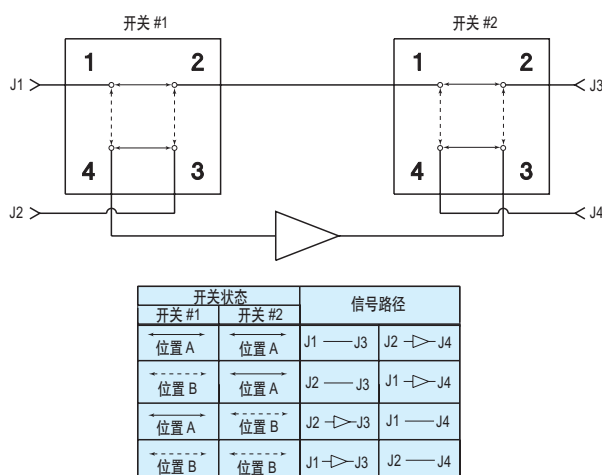 开关 #1 开关 #2
1 2 1 2
J1 J3
4 3 4 3
J2 J4
开关状态 信号路径
开关 #1 开关 #2
位置 A 位置 A J1 J3 J2 J4
位置 B 位置 A J2 J3 J1 J4
位置 A 位置 B J2 J3 J1 J4
位置 B 位置 B J1 J3 J2 J4